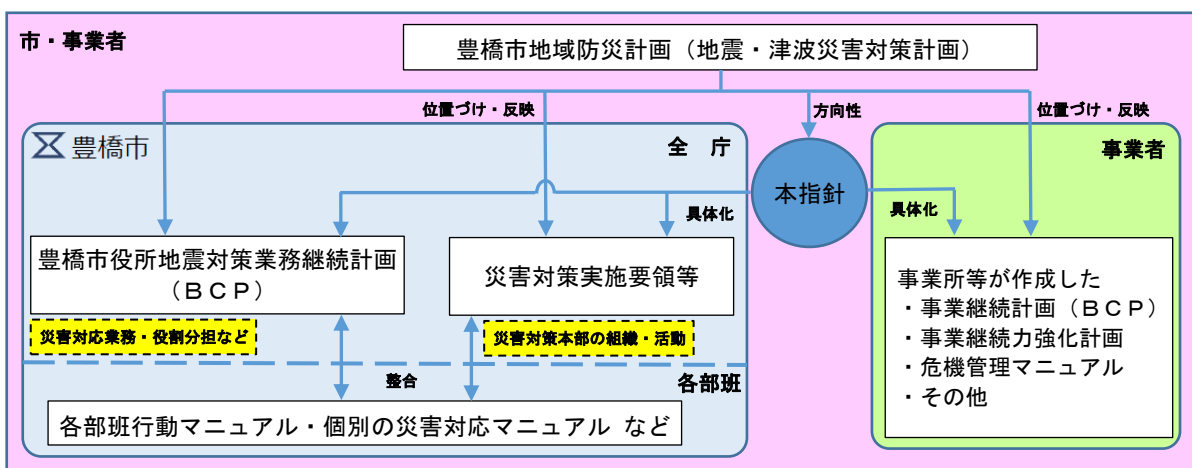 市・事業者
豊橋市地域防災計画（地震・津波災害対策計画）
位置づけ・反映
方向性
位置づけ・反映
豊橋市
全　庁
事業者
本指針
具体化
具体化
豊橋市役所地震対策業務継続計画
（ＢＣＰ）
災害対策実施要領等
災害対応業務・役割分担など
災害対策本部の組織・活動
事業所等が作成した
・事業継続計画（ＢＣＰ）
・事業継続力強化計画
・危機管理マニュアル
・その他
整合
各部班
各部班行動マニュアル・個別の災害対応マニュアル など